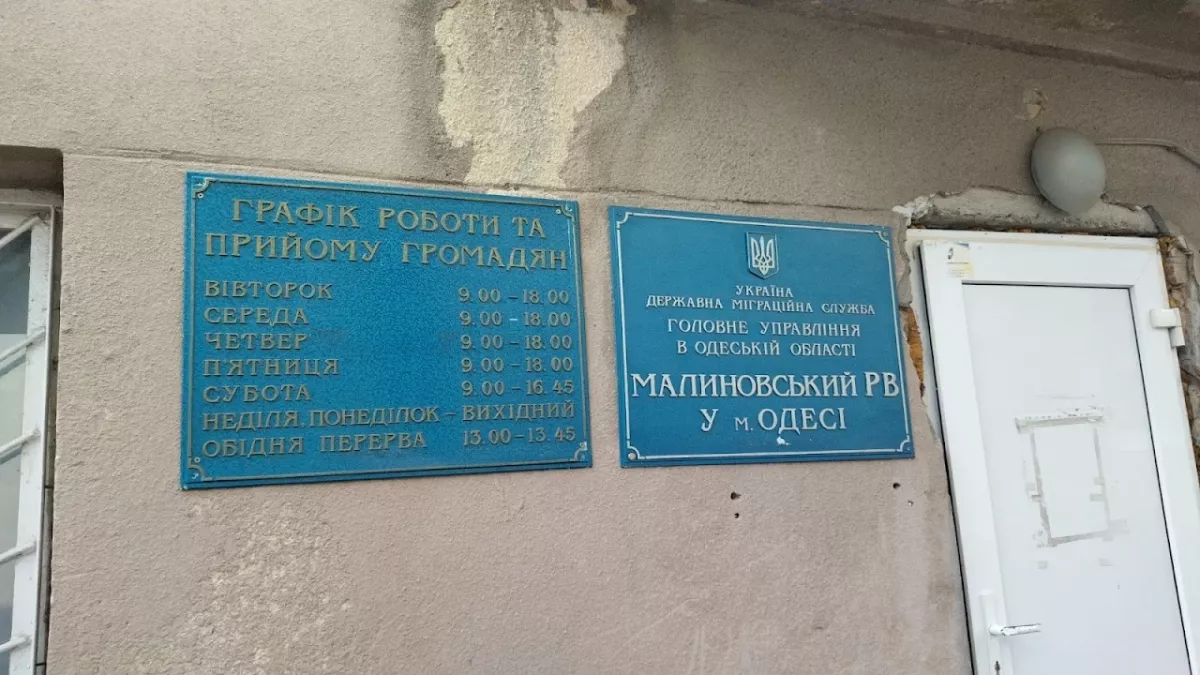 ГРАФІК РОБОТИ ТА
ПРИЙОМУ ГРОМАДЯН
ВІВТОРОК 9.00 – 18.00
СЕРЕДА 9.00 – 18.00
ЧЕТВЕР 9.00 – 18.00
П'ЯТНИЦЯ 9.00 – 18.00
СУБОТА 9.00 – 16.45
НЕДІЛЯ, ПОНЕДІЛОК – ВИХІДНИЙ
ОБІДНЯ ПЕРЕРВА 13.00 – 13.45
УКРАЇНА
ДЕРЖАВНА МІГРАЦІЙНА СЛУЖБА
ГОЛОВНЕ УПРАВЛІННЯ
В ОДЕСЬКІЙ ОБЛАСТІ
МАЛИНОВСЬКИЙ РВ
У м. ОДЕСІ